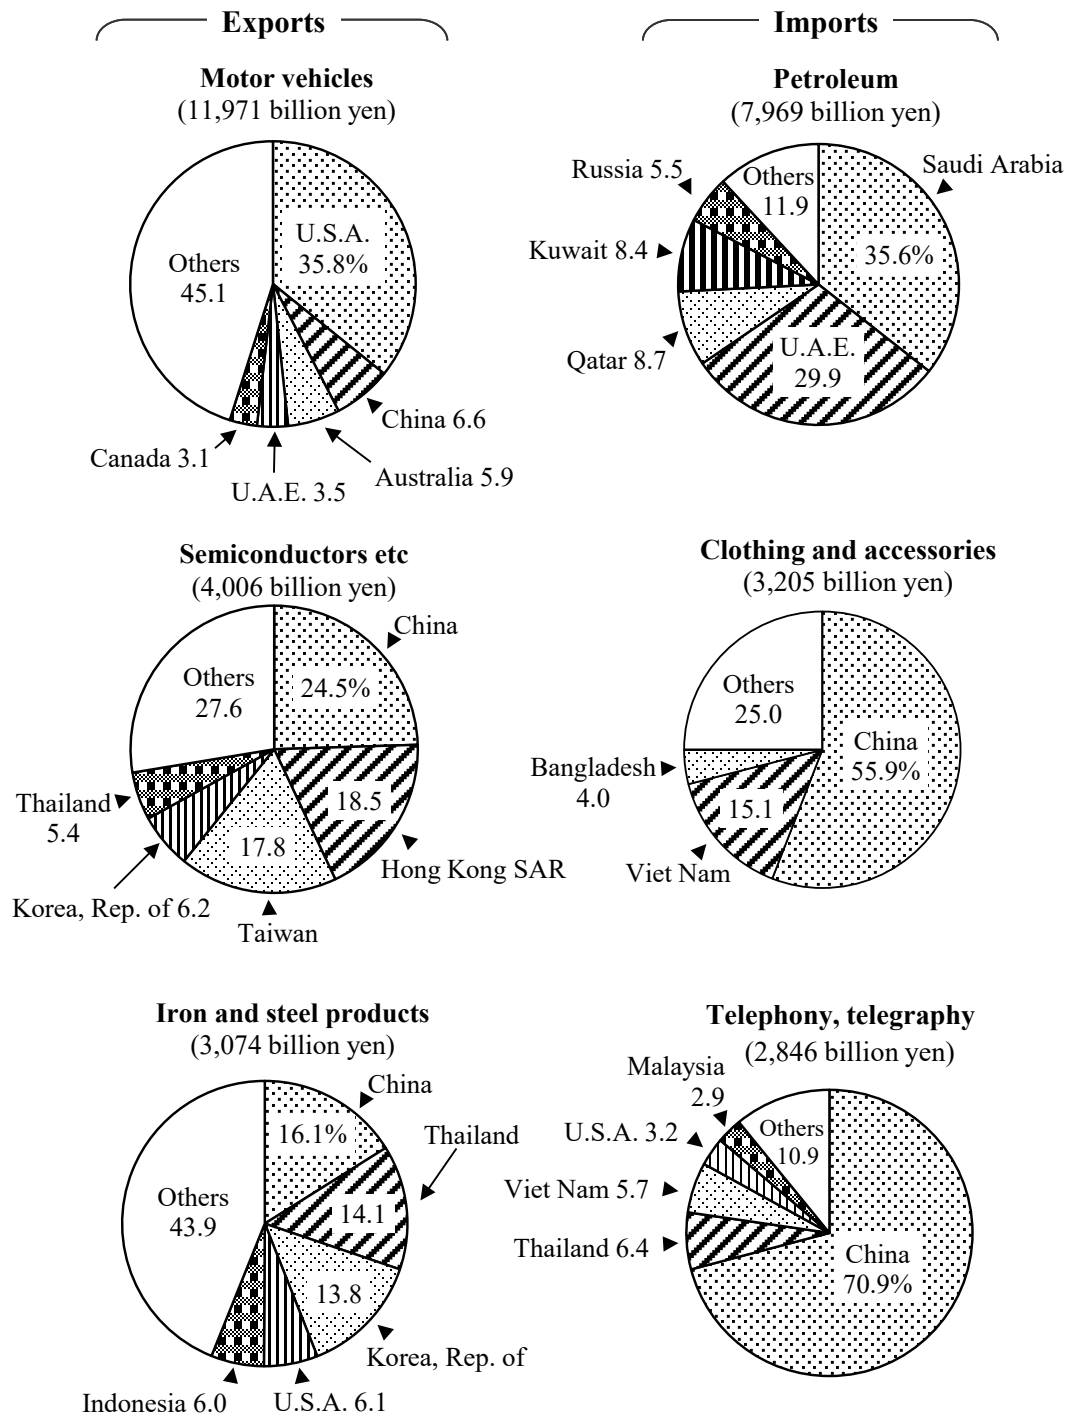 Exports
Imports
Motor vehicles
(11,971 billion yen)
U.S.A.
35.8%
Others
45.1
China 6.6
Canada 3.1
Australia 5.9
U.A.E. 3.5
Petroleum
(7,969 billion yen)
Saudi Arabia
Russia 5.5
Others
11.9
Kuwait 8.4
35.6%
U.A.E.
29.9
Qatar 8.7
Semiconductors etc
(4,006 billion yen)
China
24.5%
Others
27.6
Thailand
5.4
18.5
17.8
Hong Kong SAR
Korea, Rep. of 6.2
Taiwan
Clothing and accessories
(3,205 billion yen)
Others
25.0
China
55.9%
Bangladesh
4.0
15.1
Viet Nam
Iron and steel products
(3,074 billion yen)
China
16.1%
Thailand
Others
43.9
14.1
13.8
Korea, Rep. of
Indonesia 6.0
U.S.A. 6.1
Telephony, telegraphy
(2,846 billion yen)
Malaysia
2.9
U.S.A. 3.2
Others
10.9
Viet Nam 5.7
Thailand 6.4
China
70.9%